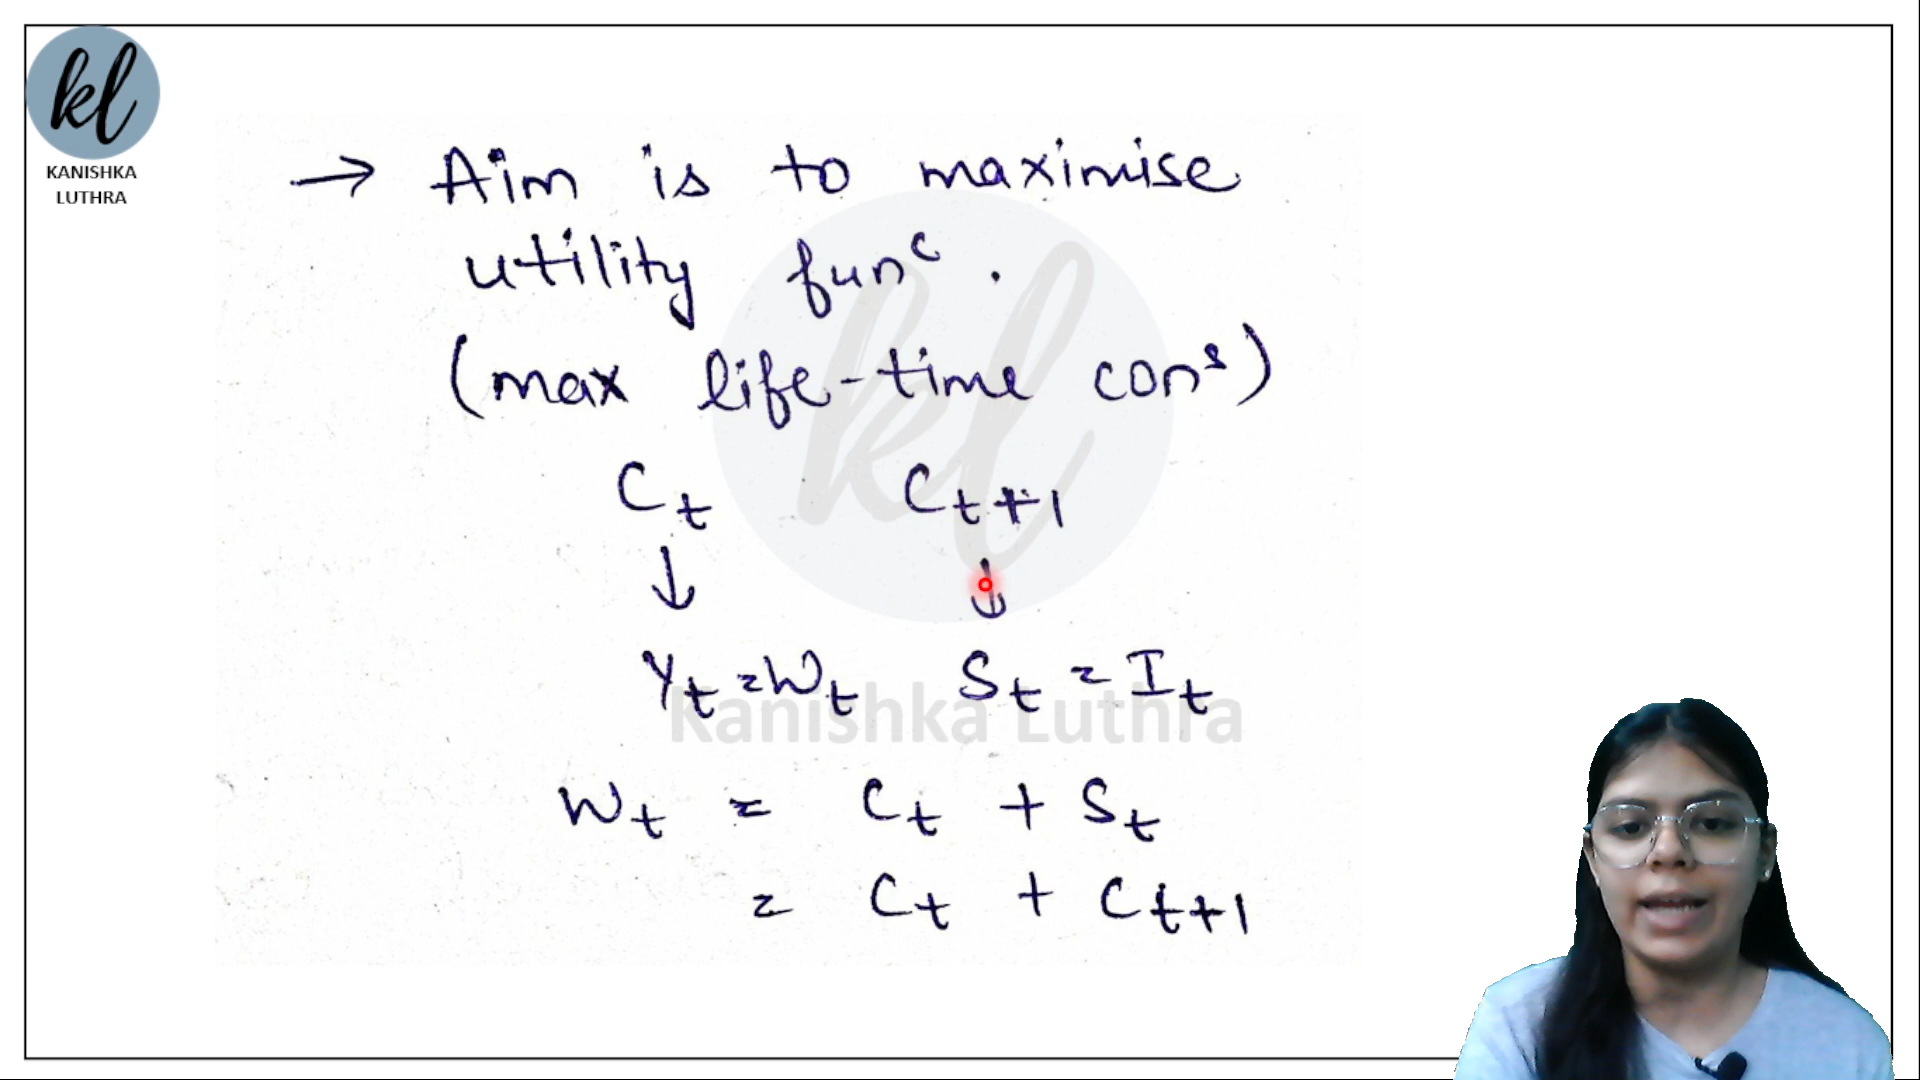 kl
KANISHKA
LUTHRA
→ Aim is to maximise
utility funᶜ.
(max life-time conˢ)
Cₜ Cₜ₊₁
↓ ↓
Yₜ = Wₜ Sₜ = Iₜ
Kanishka Luthra
Wₜ = Cₜ + Sₜ
= Cₜ + Cₜ₊₁